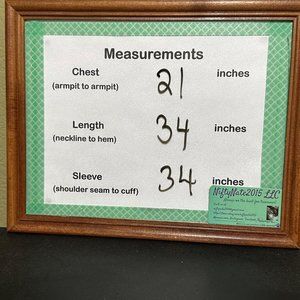 Measurements
Chest 21 inches
(armpit to armpit)
Length 34 inches
(neckline to hem)
Sleeve 34 inches
(shoulder seam to cuff)
NiftyNate2015 LLC